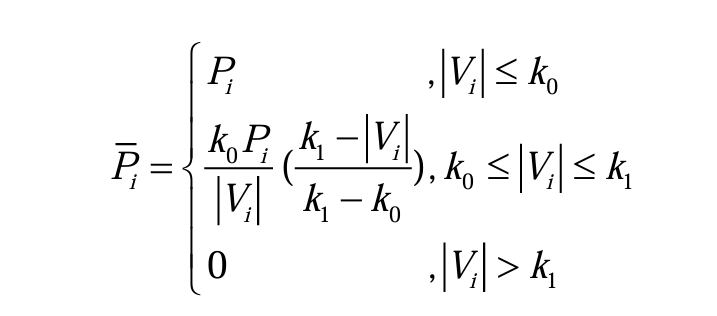 P̅ᵢ = { Pᵢ , |Vᵢ| ≤ k₀
k₀Pᵢ / |Vᵢ| (k₁ − |Vᵢ| / k₁ − k₀) , k₀ ≤ |Vᵢ| ≤ k₁
0 , |Vᵢ| > k₁